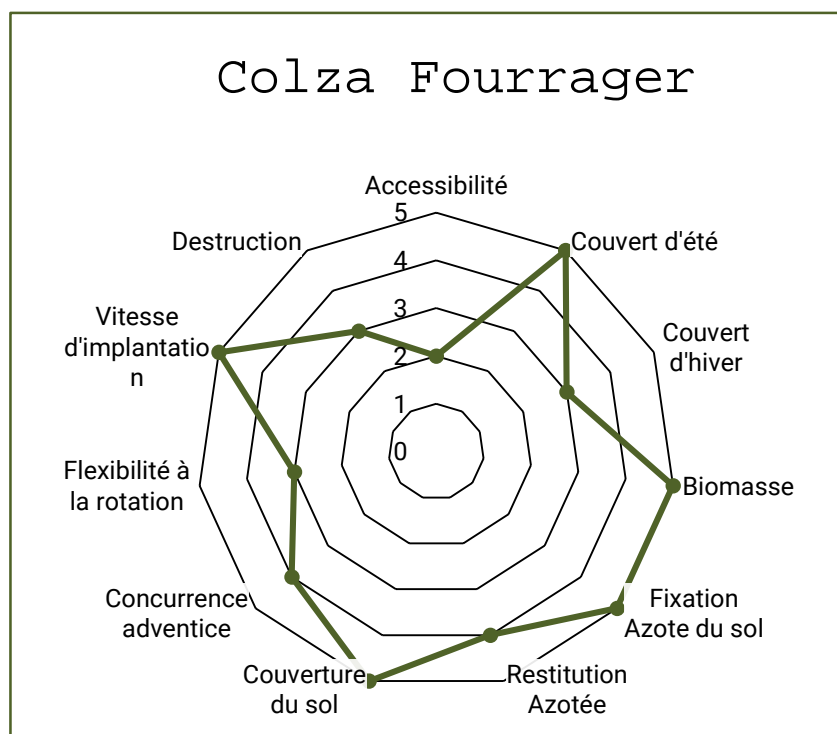 Colza Fourrager
Accessibilité
5
Couvert d'été
Destruction
4
3
Vitesse
d'implantatio
n
Couvert
d'hiver
2
1
0
Flexibilité à
la rotation
Biomasse
Concurrence
adventice
Fixation
Azote du sol
Couverture
du sol
Restitution
Azotée